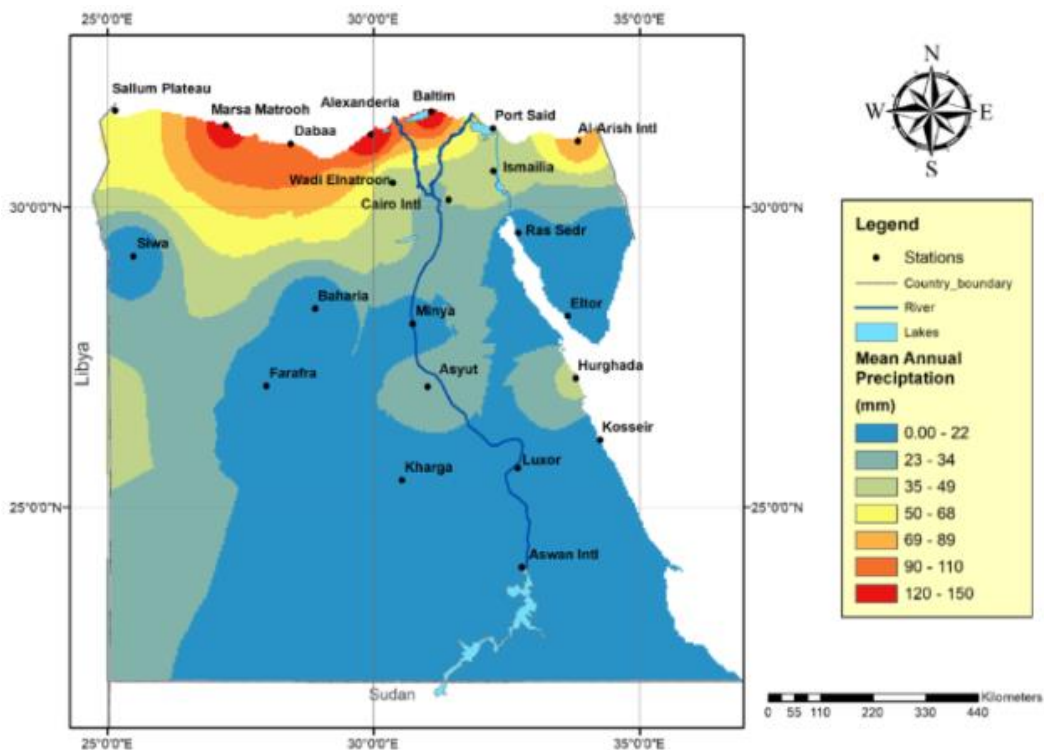 25°0'0"E 30°0'0"E 35°0'0"E
N
W E
S
Sallum Plateau
Marsa Matrooh
Dabaa
Alexanderia
Baltim
Port Said
Al-Arish Intl
Wadi Elnatroon
Ismailia
Cairo Intl
30°0'0"N 30°0'0"N
Siwa
Ras Sedr
Baharia
Minya
Eltor
Farafra
Asyut
Hurghada
Libya
Kosseir
Kharga
Luxor
25°0'0"N 25°0'0"N
Aswan Intl
Sudan
25°0'0"E 30°0'0"E 35°0'0"E
Legend
Stations
Country_boundary
River
Lakes
Mean Annual
Preciptation
(mm)
0.00 - 22
23 - 34
35 - 49
50 - 68
69 - 89
90 - 110
120 - 150
Kilometers
0 55 110 220 330 440